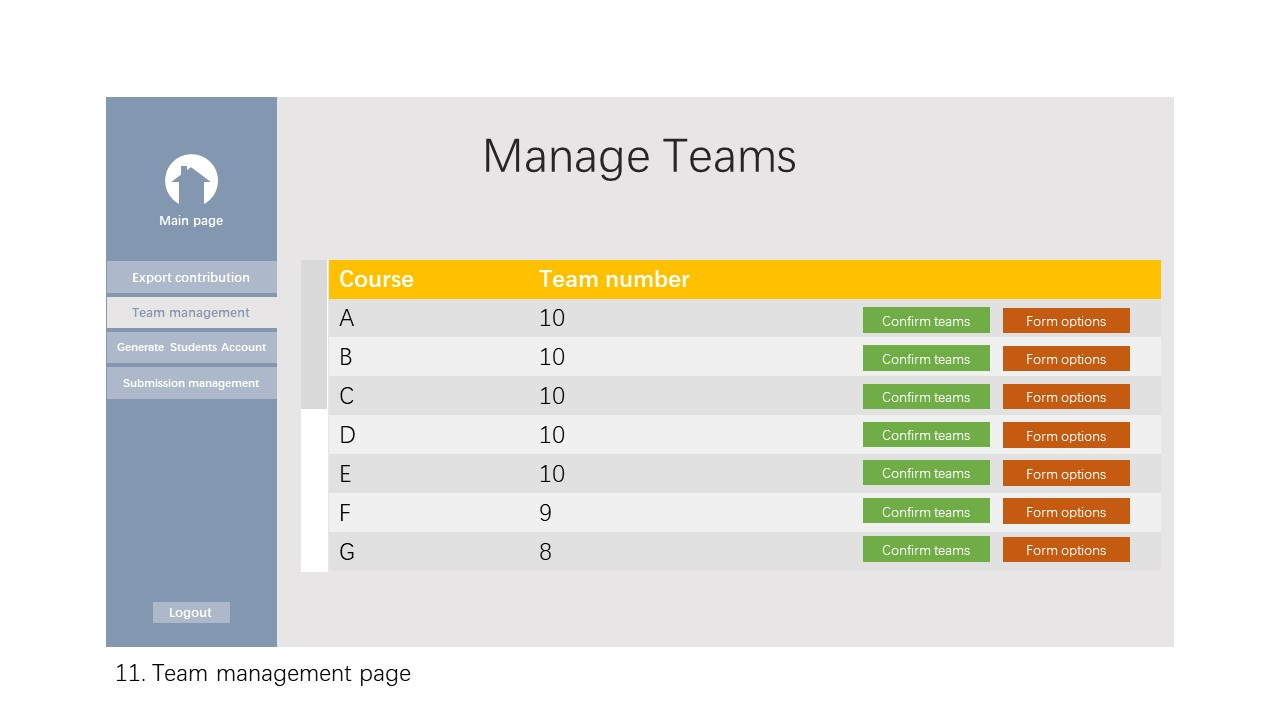 Manage Teams
Main page
Export contribution
Team management
Generate Students Account
Submission management
Logout
Course Team number
A 10 Confirm teams Form options
B 10 Confirm teams Form options
C 10 Confirm teams Form options
D 10 Confirm teams Form options
E 10 Confirm teams Form options
F 9 Confirm teams Form options
G 8 Confirm teams Form options
11. Team management page